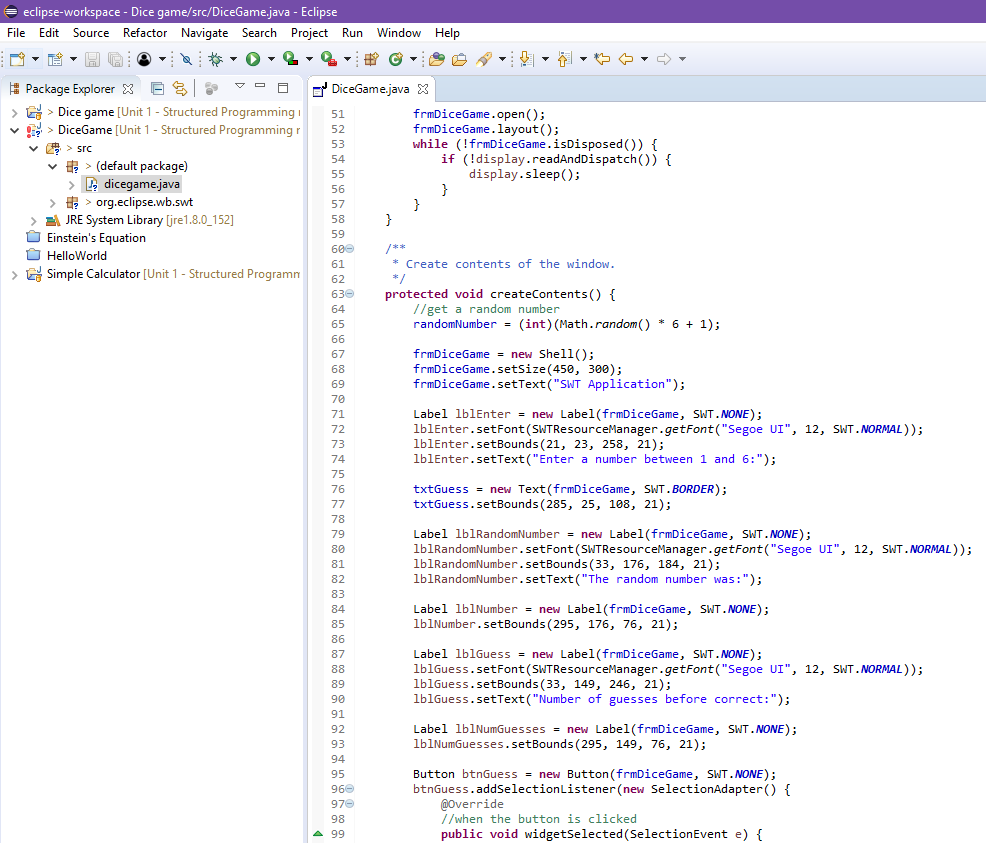 eclipse-workspace - Dice game/src/DiceGame.java - Eclipse
File Edit Source Refactor Navigate Search Project Run Window Help
Package Explorer
> Dice game [Unit 1 - Structured Programming r
> DiceGame [Unit 1 - Structured Programming r
> src
> (default package)
dicegame.java
> org.eclipse.wb.swt
JRE System Library [jre1.8.0_152]
Einstein's Equation
HelloWorld
Simple Calculator [Unit 1 - Structured Programm
DiceGame.java
51 frmDiceGame.open();
52 frmDiceGame.layout();
53 while (!frmDiceGame.isDisposed()) {
54 if (!display.readAndDispatch()) {
55 display.sleep();
56 }
57 }
58 }
59
60 /**
61 * Create contents of the window.
62 */
63 protected void createContents() {
64 //get a random number
65 randomNumber = (int)(Math.random() * 6 + 1);
66
67 frmDiceGame = new Shell();
68 frmDiceGame.setSize(450, 300);
69 frmDiceGame.setText("SWT Application");
70
71 Label lblEnter = new Label(frmDiceGame, SWT.NONE);
72 lblEnter.setFont(SWTResourceManager.getFont("Segoe UI", 12, SWT.NORMAL));
73 lblEnter.setBounds(21, 23, 258, 21);
74 lblEnter.setText("Enter a number between 1 and 6:");
75
76 txtGuess = new Text(frmDiceGame, SWT.BORDER);
77 txtGuess.setBounds(285, 25, 108, 21);
78
79 Label lblRandomNumber = new Label(frmDiceGame, SWT.NONE);
80 lblRandomNumber.setFont(SWTResourceManager.getFont("Segoe UI", 12, SWT.NORMAL));
81 lblRandomNumber.setBounds(33, 176, 184, 21);
82 lblRandomNumber.setText("The random number was:");
83
84 Label lblNumber = new Label(frmDiceGame, SWT.NONE);
85 lblNumber.setBounds(295, 176, 76, 21);
86
87 Label lblGuess = new Label(frmDiceGame, SWT.NONE);
88 lblGuess.setFont(SWTResourceManager.getFont("Segoe UI", 12, SWT.NORMAL));
89 lblGuess.setBounds(33, 149, 246, 21);
90 lblGuess.setText("Number of guesses before correct:");
91
92 Label lblNumGuesses = new Label(frmDiceGame, SWT.NONE);
93 lblNumGuesses.setBounds(295, 149, 76, 21);
94
95 Button btnGuess = new Button(frmDiceGame, SWT.NONE);
96 btnGuess.addSelectionListener(new SelectionAdapter() {
97 @Override
98 //when the button is clicked
99 public void widgetSelected(SelectionEvent e) {